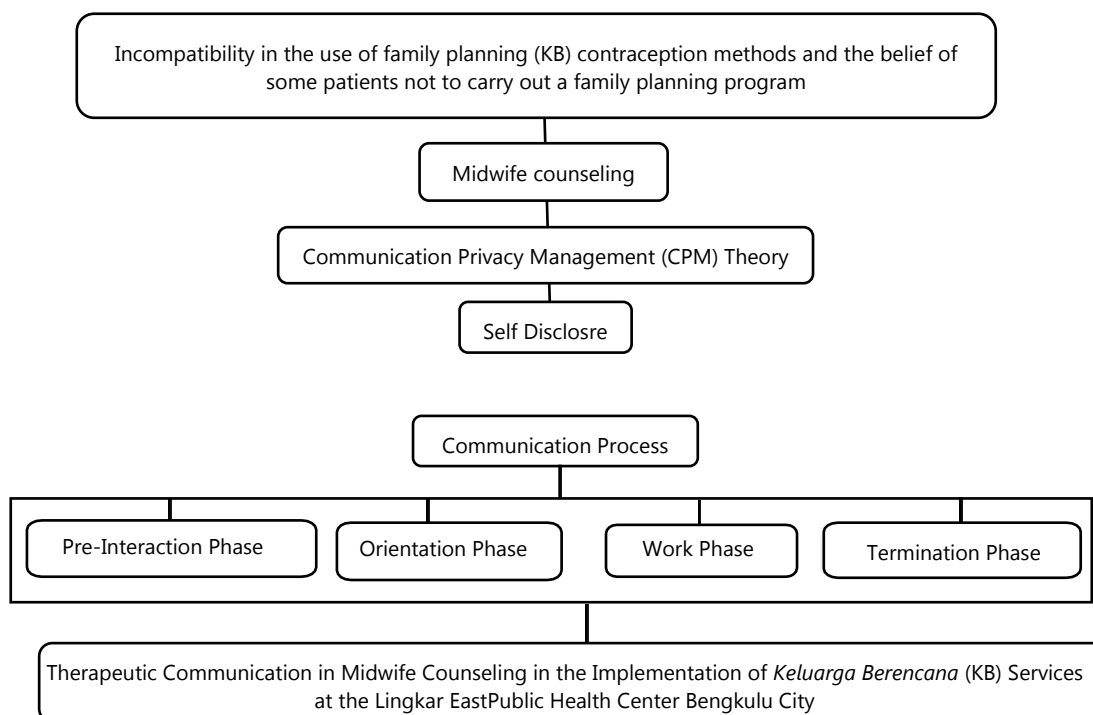 Incompatibility in the use of family planning (KB) contraception methods and the belief of
some patients not to carry out a family planning program
Midwife counseling
Communication Privacy Management (CPM) Theory
Self Disclosre
Communication Process
Pre-Interaction Phase
Orientation Phase
Work Phase
Termination Phase
Therapeutic Communication in Midwife Counseling in the Implementation of Keluarga Berencana (KB) Services
at the Lingkar EastPublic Health Center Bengkulu City